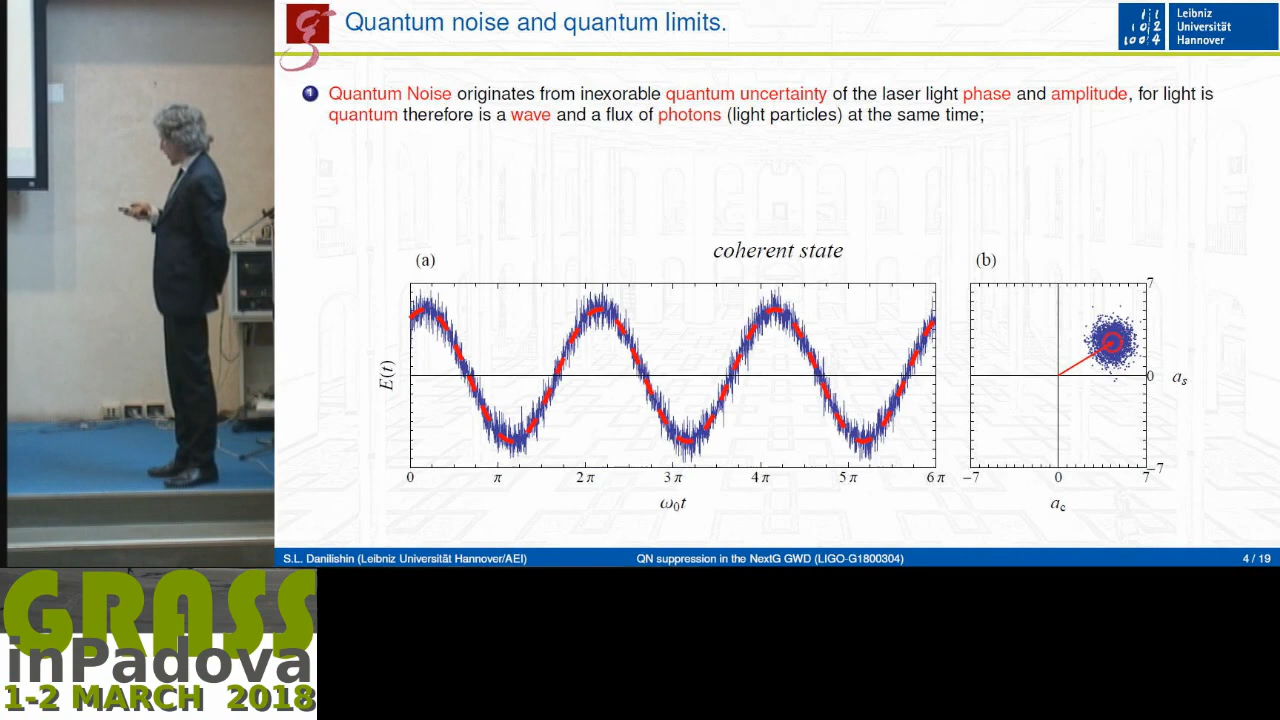 Quantum noise and quantum limits.
Leibniz
Universität
Hannover
Quantum Noise originates from inexorable quantum uncertainty of the laser light phase and amplitude, for light is
quantum therefore is a wave and a flux of photons (light particles) at the same time;
coherent state
(a)
(b)
E(t)
0 π 2π 3π 4π 5π 6π
ω₀t
7
0
-7
a_s
-7 0 7
a_c
S.L. Danilishin (Leibniz Universität Hannover/AEI) QN suppression in the NextG GWD (LIGO-G1800304) 4 / 19
GRASS
inPadova
1-2 MARCH 2018